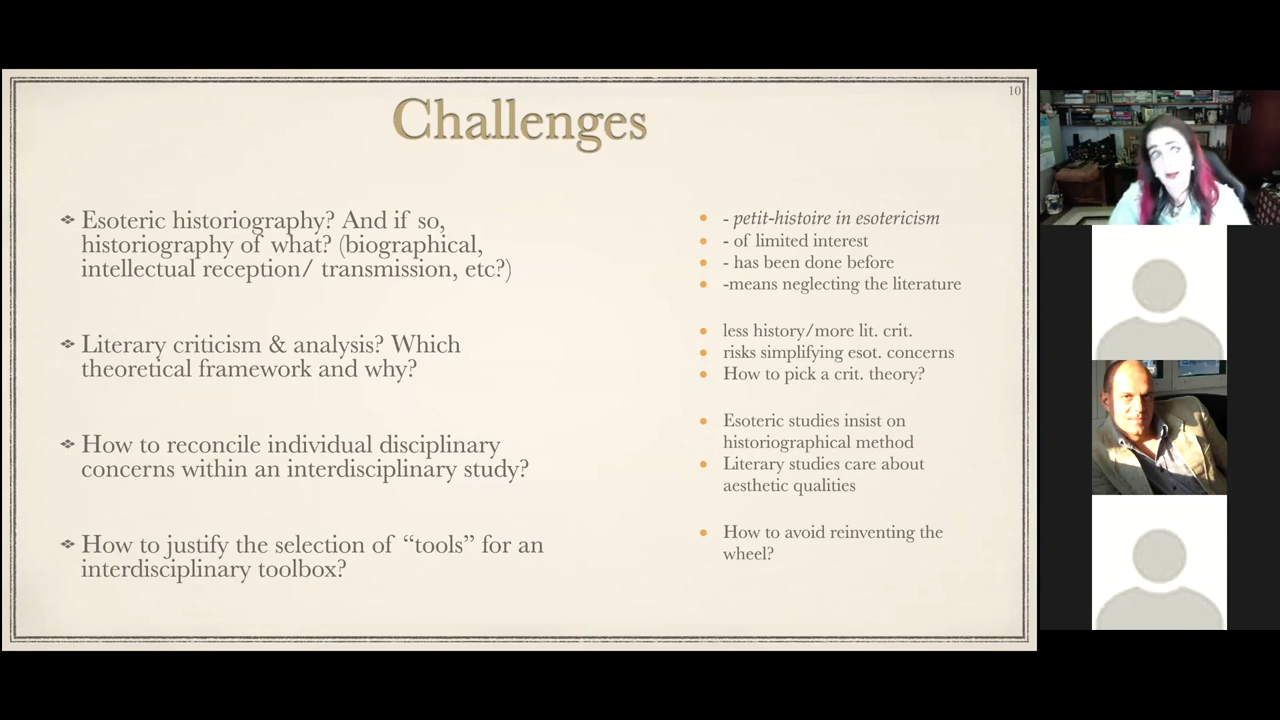 10
Challenges
Esoteric historiography? And if so,
historiography of what? (biographical,
intellectual reception/ transmission, etc?)
Literary criticism & analysis? Which
theoretical framework and why?
How to reconcile individual disciplinary
concerns within an interdisciplinary study?
How to justify the selection of “tools” for an
interdisciplinary toolbox?
- petit-histoire in esotericism
- of limited interest
- has been done before
-means neglecting the literature
less history/more lit. crit.
risks simplifying esot. concerns
How to pick a crit. theory?
Esoteric studies insist on
historiographical method
Literary studies care about
aesthetic qualities
How to avoid reinventing the
wheel?